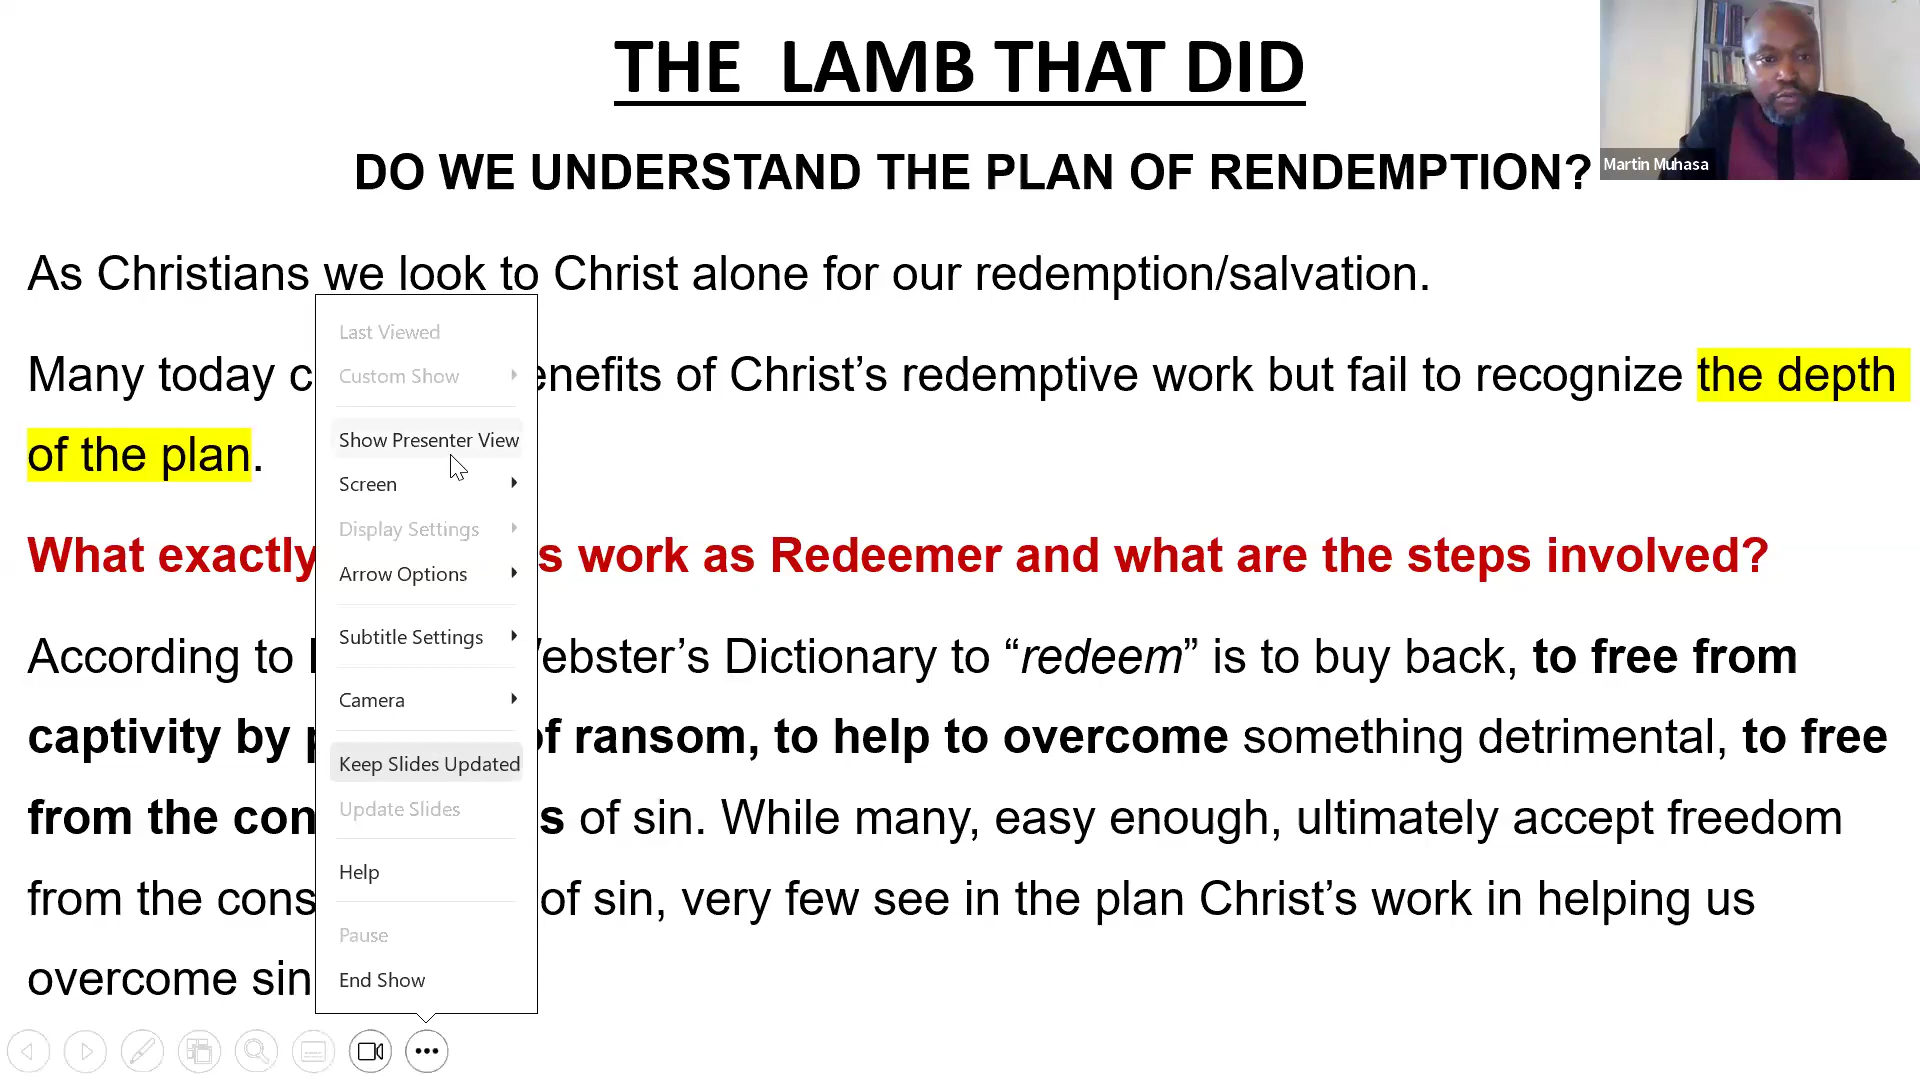 THE LAMB THAT DID
Martin Muhasa
DO WE UNDERSTAND THE PLAN OF RENDEMPTION?
As Christians we look to Christ alone for our redemption/salvation.
Many today enefits of Christ’s redemptive work but fail to recognize the depth
of the plan.
What exactly s work as Redeemer and what are the steps involved?
According to ebster’s Dictionary to “redeem” is to buy back, to free from
captivity by of ransom, to help to overcome something detrimental, to free
from the con s of sin. While many, easy enough, ultimately accept freedom
from the cons of sin, very few see in the plan Christ’s work in helping us
overcome sin
Last Viewed
Custom Show
Show Presenter View
Screen
Display Settings
Arrow Options
Subtitle Settings
Camera
Keep Slides Updated
Update Slides
Help
Pause
End Show